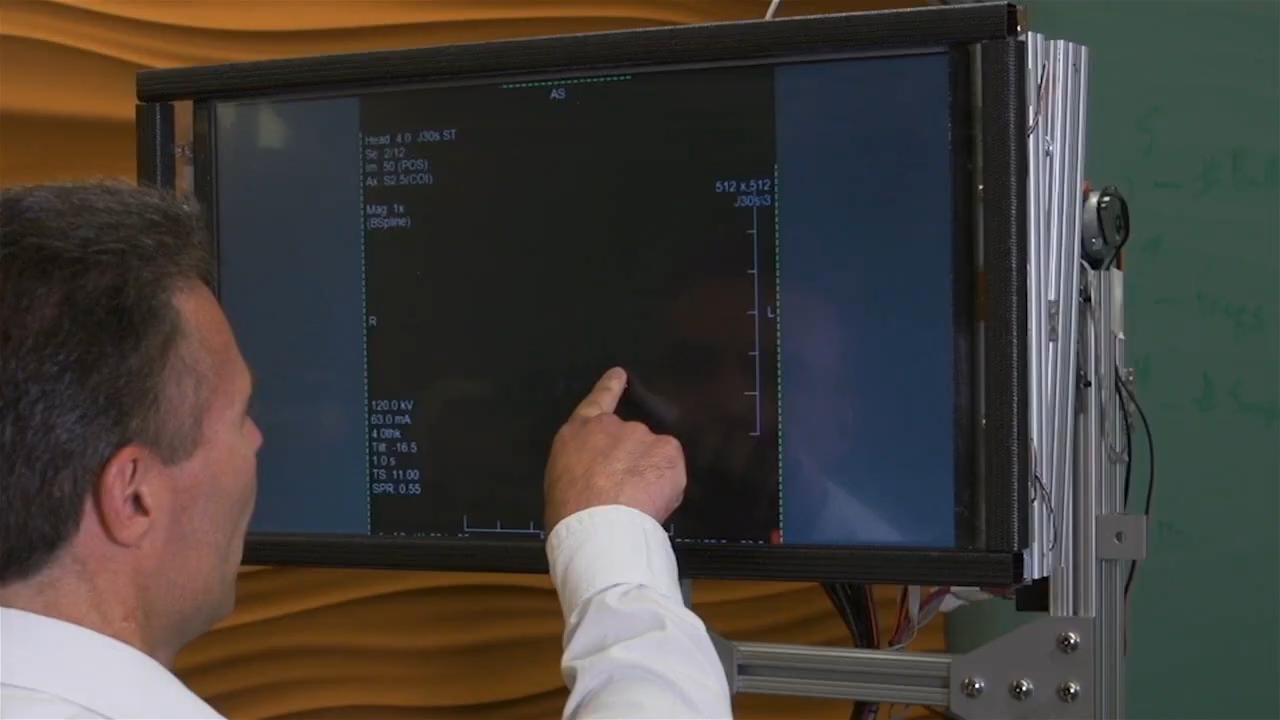 AS
Head 4.0 J30s ST
Se: 2/12
Im: 50 (POS)
Ax: S2.5(COI)
512 x 512
J30s\3
Mag: 1x
(BSpline)
R
L
120.0 kV
63.0 mA
4.0thk
Tilt: -16.5
1.0 s
TS: 11.00
SPR: 0.55